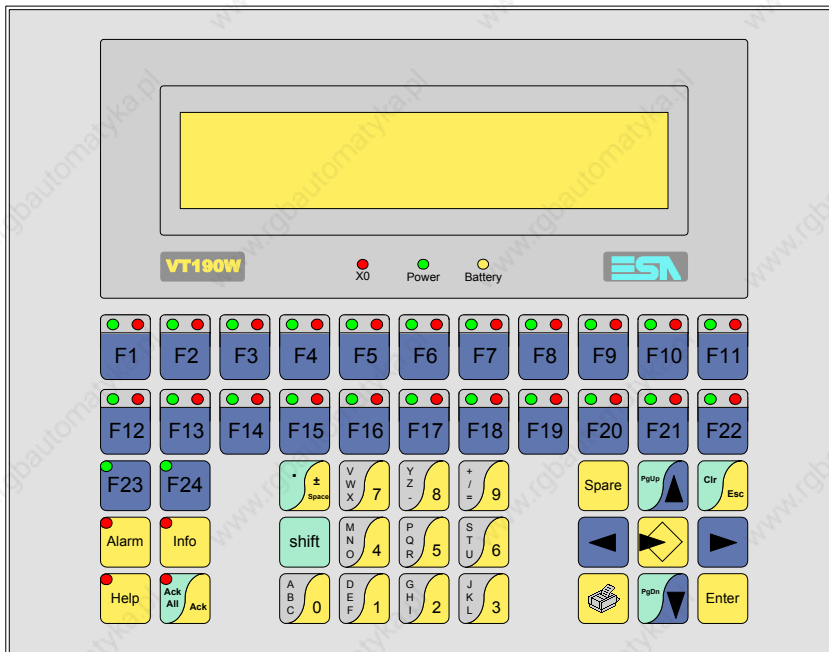 VT190W
X0 Power Battery
ESA
F1 F2 F3 F4 F5 F6 F7 F8 F9 F10 F11
F12 F13 F14 F15 F16 F17 F18 F19 F20 F21 F22
F23 F24 . ± Space V W X 7 Y Z - 8 + / = 9 Spare PgUp Clr Esc
Alarm Info shift M N O 4 P Q R 5 S T U 6
Help Ack All Ack A B C 0 D E F 1 G H I 2 J K L 3 PgDn Enter
www.rgbautomatyka.pl